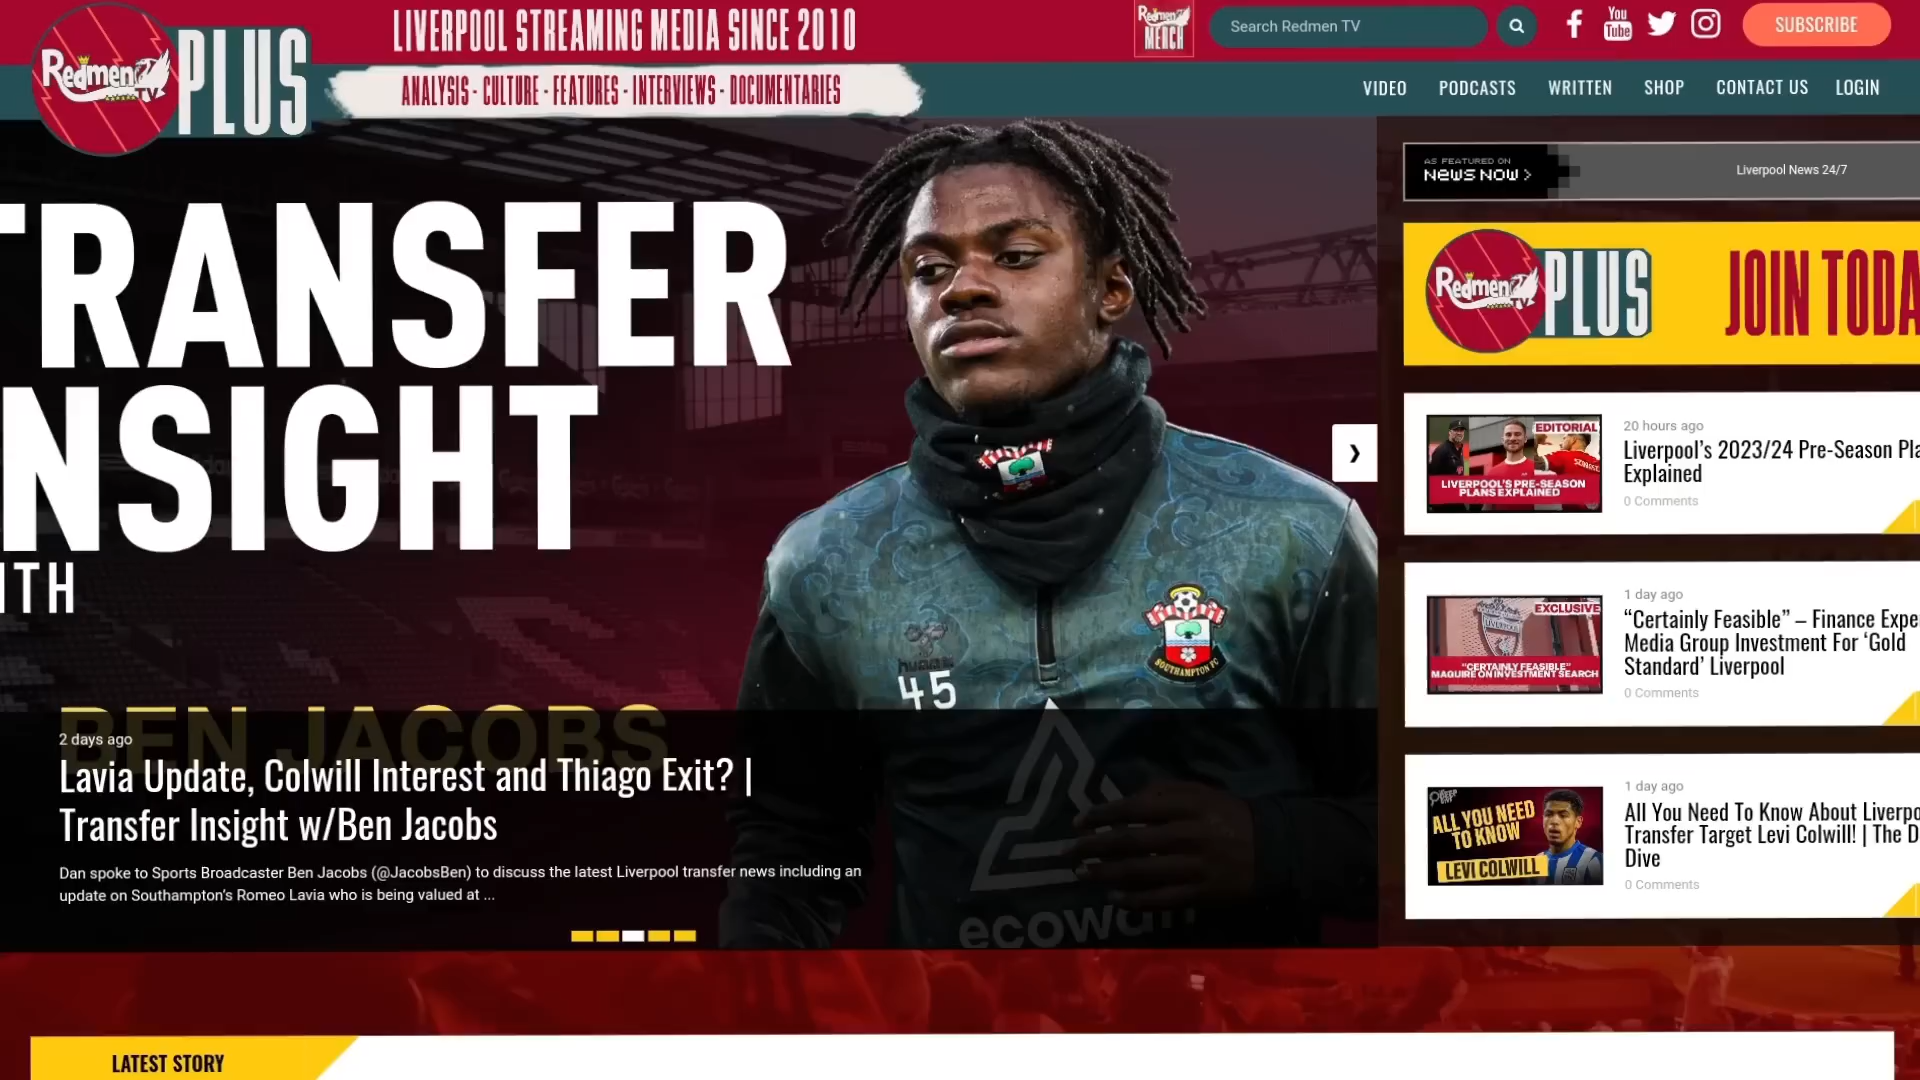 Redmen TV PLUS
LIVERPOOL STREAMING MEDIA SINCE 2010
ANALYSIS - CULTURE - FEATURES - INTERVIEWS - DOCUMENTARIES
Redmen TV
MERCH
Search Redmen TV
You
Tube
SUBSCRIBE
VIDEO
PODCASTS
WRITTEN
SHOP
CONTACT US
LOGIN
TRANSFER
NSIGHT
ITH
BEN JACOBS
hummel
45
SOUTHAMPTON FC
2 days ago
Lavia Update, Colwill Interest and Thiago Exit? |
Transfer Insight w/Ben Jacobs
Dan spoke to Sports Broadcaster Ben Jacobs (@JacobsBen) to discuss the latest Liverpool transfer news including an
update on Southampton's Romeo Lavia who is being valued at ...
❯
AS FEATURED ON
NEWS NOW >
Liverpool News 24/7
Redmen TV PLUS
JOIN TODA
EDITORIAL
LIVERPOOL'S PRE-SEASON
PLANS EXPLAINED
20 hours ago
Liverpool's 2023/24 Pre-Season Pla
Explained
0 Comments
EXCLUSIVE
"CERTAINLY FEASIBLE"
MAGUIRE ON INVESTMENT SEARCH
1 day ago
“Certainly Feasible” – Finance Expe
Media Group Investment For ‘Gold
Standard’ Liverpool
0 Comments
ALL YOU NEED
TO KNOW
LEVI COLWILL
1 day ago
All You Need To Know About Liverpo
Transfer Target Levi Colwill! | The D
Dive
0 Comments
LATEST STORY